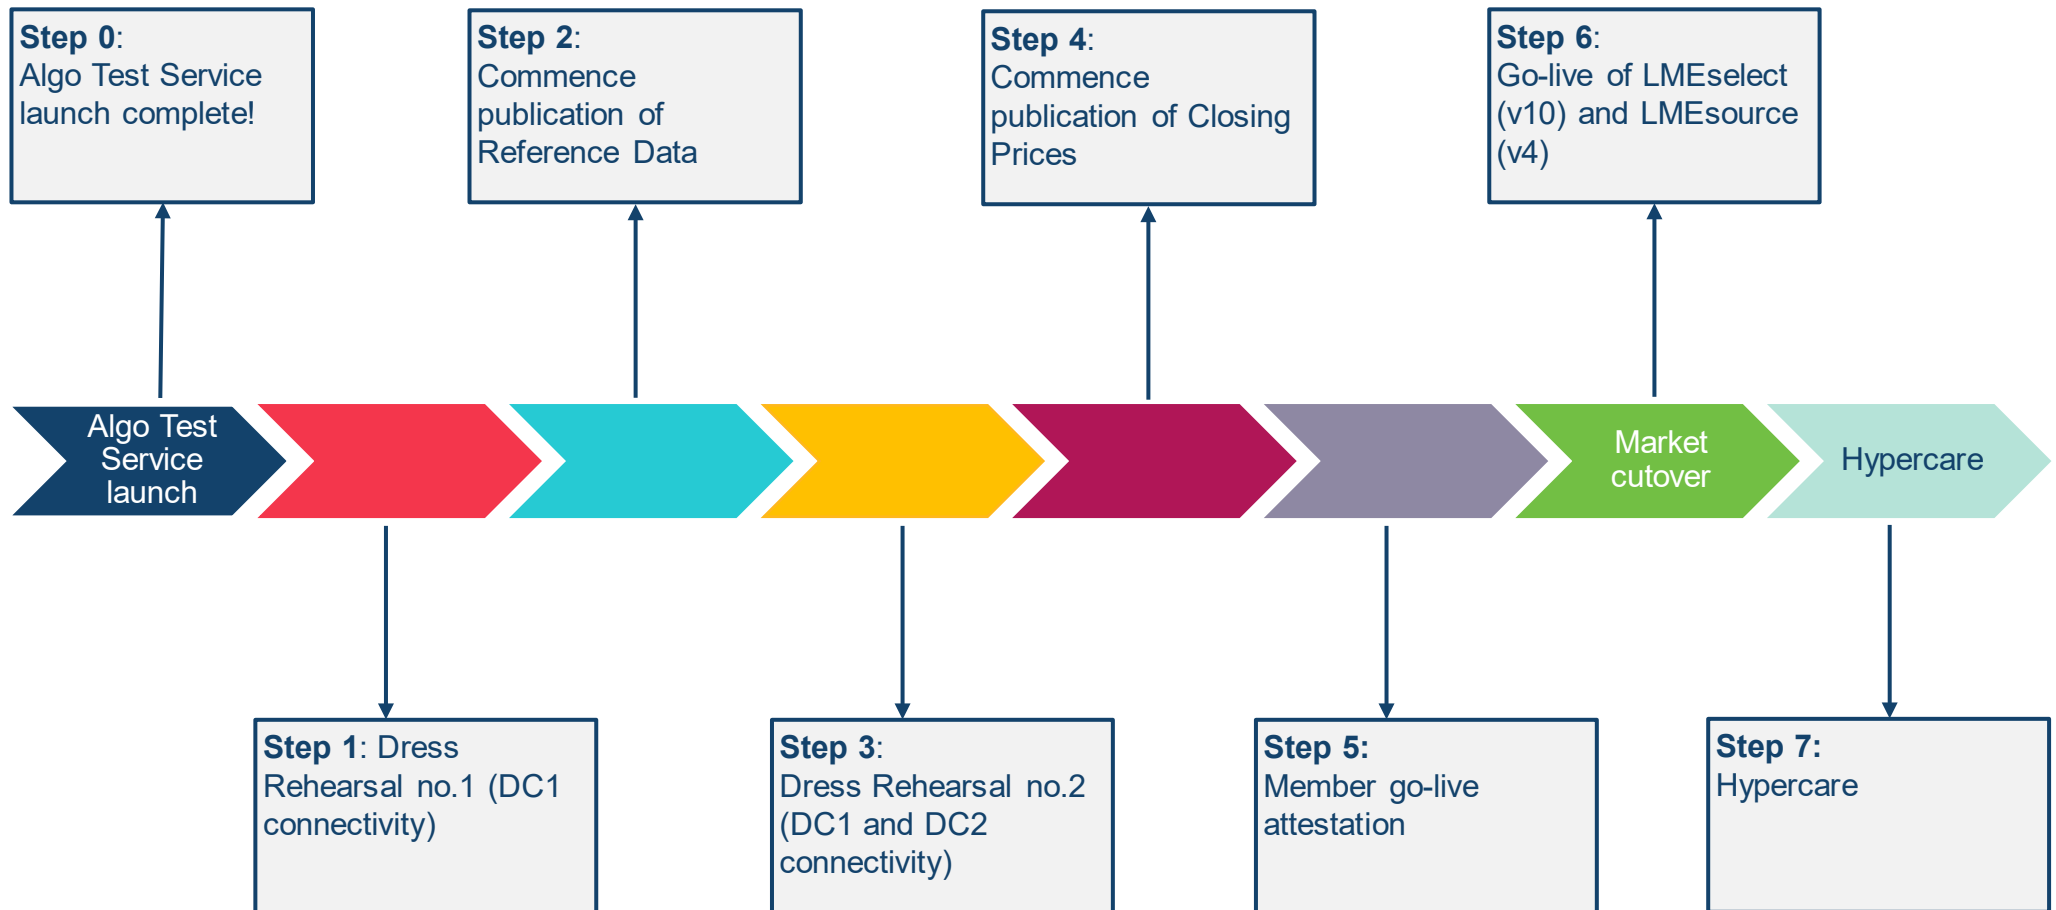 Step 0:
Algo Test Service
launch complete!
Step 2:
Commence
publication of
Reference Data
Step 4:
Commence
publication of Closing
Prices
Step 6:
Go-live of LMEselect
(v10) and LMEsource
(v4)
Algo Test
Service
launch
Market
cutover
Hypercare
Step 1: Dress
Rehearsal no.1 (DC1
connectivity)
Step 3:
Dress Rehearsal no.2
(DC1 and DC2
connectivity)
Step 5:
Member go-live
attestation
Step 7:
Hypercare